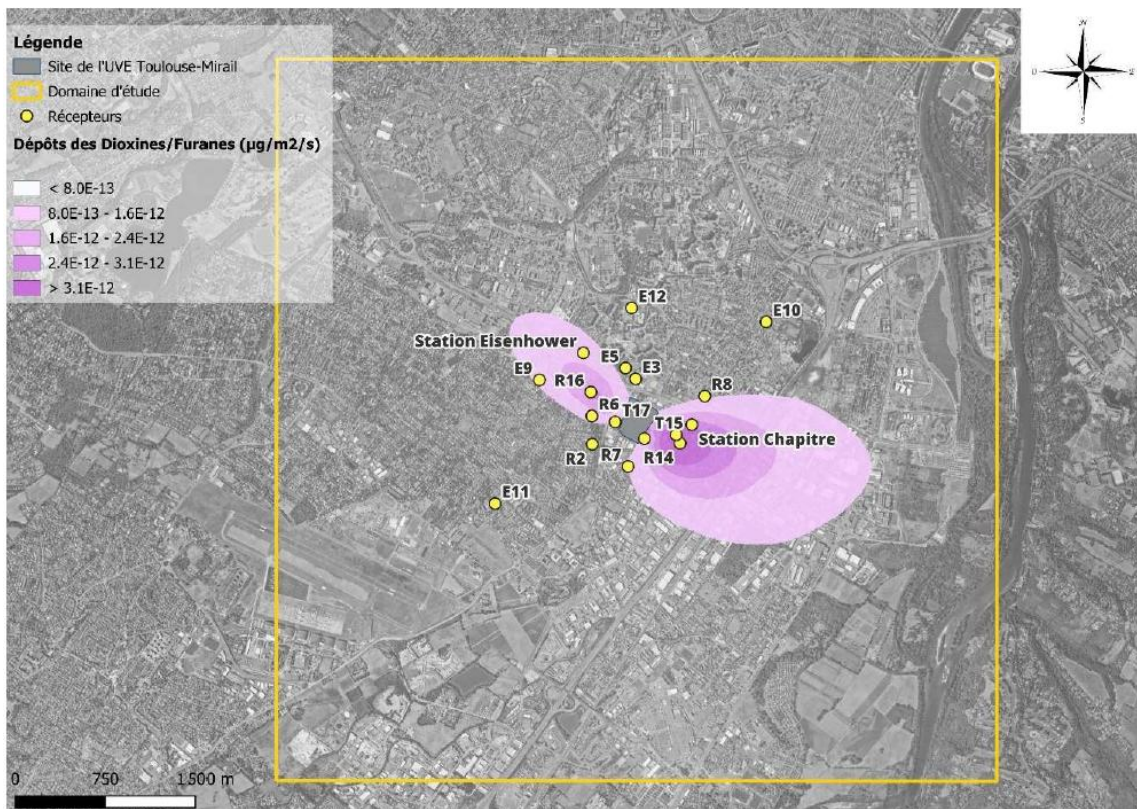 Légende
Site de l'UVE Toulouse-Mirail
Domaine d'étude
Récepteurs
Dépôts des Dioxines/Furanes (µg/m2/s)
< 8.0E-13
8.0E-13 - 1.6E-12
1.6E-12 - 2.4E-12
2.4E-12 - 3.1E-12
> 3.1E-12
N
O
E
S
E12
E10
Station Eisenhower
E5
E3
E9
R16
R8
R6
T17
T15
Station Chapitre
R2
R7
R14
E11
0 750 1500 m